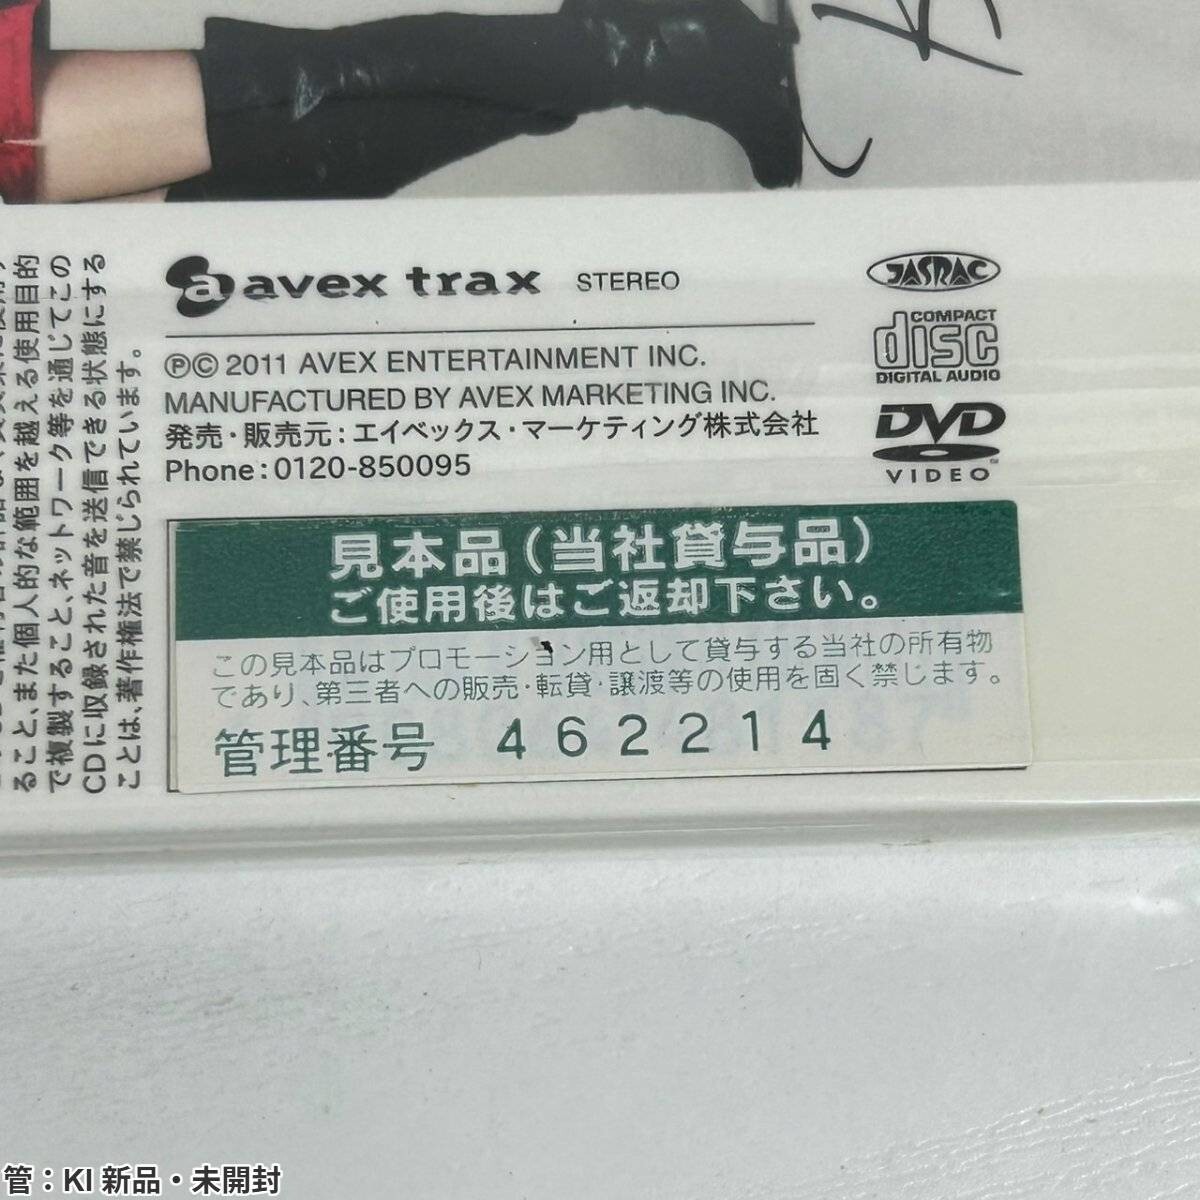 avex trax STEREO
℗© 2011 AVEX ENTERTAINMENT INC.
MANUFACTURED BY AVEX MARKETING INC.
発売・販売元：エイベックス・マーケティング株式会社
Phone：0120-850095
JASRAC
COMPACT
disc
DIGITAL AUDIO
DVD
VIDEO
ること、また個人的な範囲を越える使用目的
で複製すること、ネットワーク等を通じてこの
CDに収録された音を送信できる状態にする
ことは、著作権法で禁じられています。
見本品（当社貸与品）
ご使用後はご返却下さい。
この見本品はプロモーション用として貸与する当社の所有物
であり、第三者への販売・転貸・譲渡等の使用を固く禁じます。
管理番号 462214
管：KI 新品・未開封